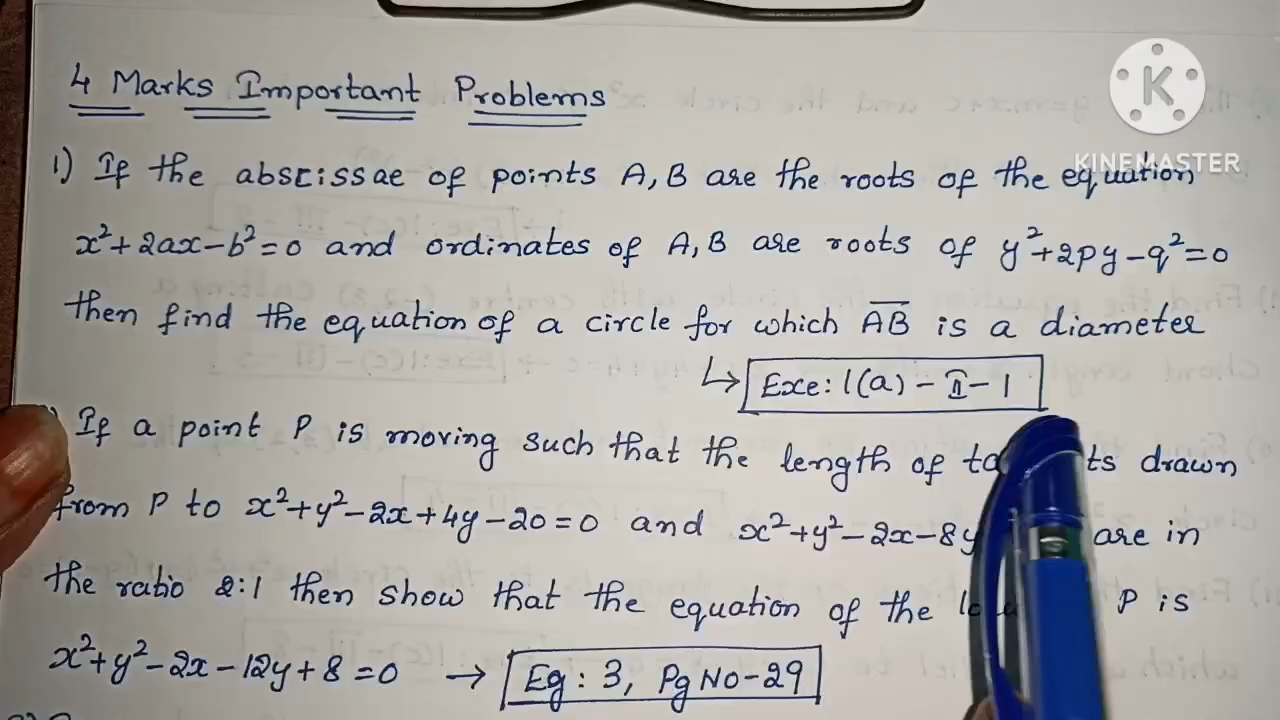 4 Marks Important Problems
K
KINEMASTER
1) If the abscissae of points A, B are the roots of the equation
x²+2ax-b²=0 and ordinates of A, B are roots of y²+2py-q²=0
then find the equation of a circle for which A̅B̅ is a diameter
↳ Exe: 1(a) - II - 1
If a point P is moving such that the length of drawn
from P to x²+y²-2x+4y-20=0 and x²+y²-2x-8y are in
the ratio 2:1 then show that the equation of the P is
x²+y²-2x-12y+8=0 → Eg: 3, Pg No-29